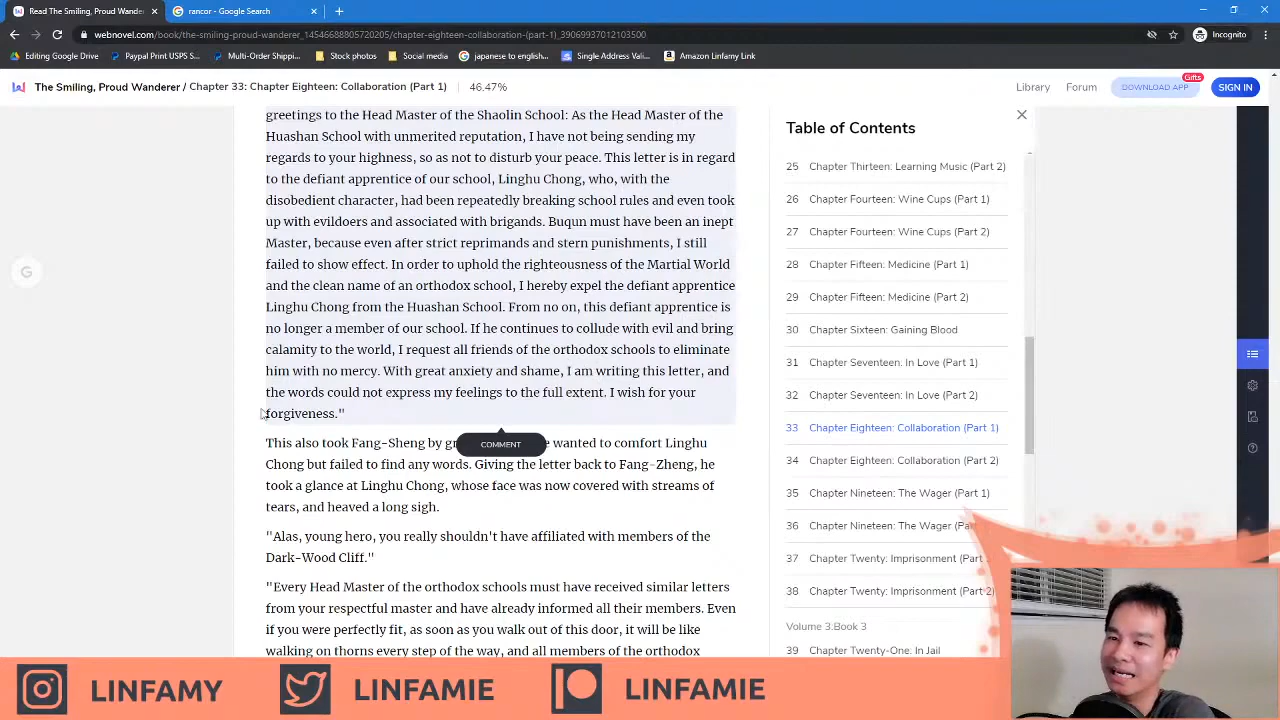 Read The Smiling, Proud Wander
rancor - Google Search
webnovel.com/book/the-smiling-proud-wanderer_14546688805720205/chapter-eighteen-collaboration-(part-1)_39069937012103500
Incognito
Editing Google Drive
Paypal Print USPS S...
Multi-Order Shippi...
Stock photos
Social media
japanese to english...
Single Address Vali...
Amazon Linfamy Link
The Smiling, Proud Wanderer / Chapter 33: Chapter Eighteen: Collaboration (Part 1)
46.47%
Library
Forum
DOWNLOAD APP
Gifts
SIGN IN
greetings to the Head Master of the Shaolin School: As the Head Master of the
Huashan School with unmerited reputation, I have not being sending my
regards to your highness, so as not to disturb your peace. This letter is in regard
to the defiant apprentice of our school, Linghu Chong, who, with the
disobedient character, had been repeatedly breaking school rules and even took
up with evildoers and associated with brigands. Buqun must have been an inept
Master, because even after strict reprimands and stern punishments, I still
failed to show effect. In order to uphold the righteousness of the Martial World
and the clean name of an orthodox school, I hereby expel the defiant apprentice
Linghu Chong from the Huashan School. From no on, this defiant apprentice is
no longer a member of our school. If he continues to collude with evil and bring
calamity to the world, I request all friends of the orthodox schools to eliminate
him with no mercy. With great anxiety and shame, I am writing this letter, and
the words could not express my feelings to the full extent. I wish for your
forgiveness."
This also took Fang-Sheng by gr
COMMENT
e wanted to comfort Linghu
Chong but failed to find any words. Giving the letter back to Fang-Zheng, he
took a glance at Linghu Chong, whose face was now covered with streams of
tears, and heaved a long sigh.
"Alas, young hero, you really shouldn't have affiliated with members of the
Dark-Wood Cliff."
"Every Head Master of the orthodox schools must have received similar letters
from your respectful master and have already informed all their members. Even
if you were perfectly fit, as soon as you walk out of this door, it will be like
walking on thorns every step of the way, and all members of the orthodox
Table of Contents
25 Chapter Thirteen: Learning Music (Part 2)
26 Chapter Fourteen: Wine Cups (Part 1)
27 Chapter Fourteen: Wine Cups (Part 2)
28 Chapter Fifteen: Medicine (Part 1)
29 Chapter Fifteen: Medicine (Part 2)
30 Chapter Sixteen: Gaining Blood
31 Chapter Seventeen: In Love (Part 1)
32 Chapter Seventeen: In Love (Part 2)
33 Chapter Eighteen: Collaboration (Part 1)
34 Chapter Eighteen: Collaboration (Part 2)
35 Chapter Nineteen: The Wager (Part 1)
36 Chapter Nineteen: The Wager (Pa
37 Chapter Twenty: Imprisonment (Part
38 Chapter Twenty: Imprisonment (Part 2)
Volume 3.Book 3
39 Chapter Twenty-One: In Jail
LINFAMY
LINFAMIE
LINFAMIE